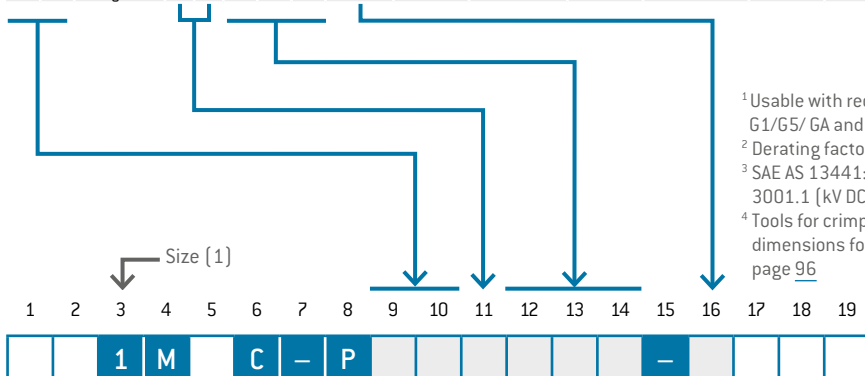 ¹ Usable with rec
G1/G5/ GA and
² Derating facto
³ SAE AS 13441:
3001.1 (kV DC
⁴ Tools for crimp
dimensions fo
page 96
Size (1)
1 2 3 4 5 6 7 8 9 10 11 12 13 14 15 16 17 18 19
1 M C – P –